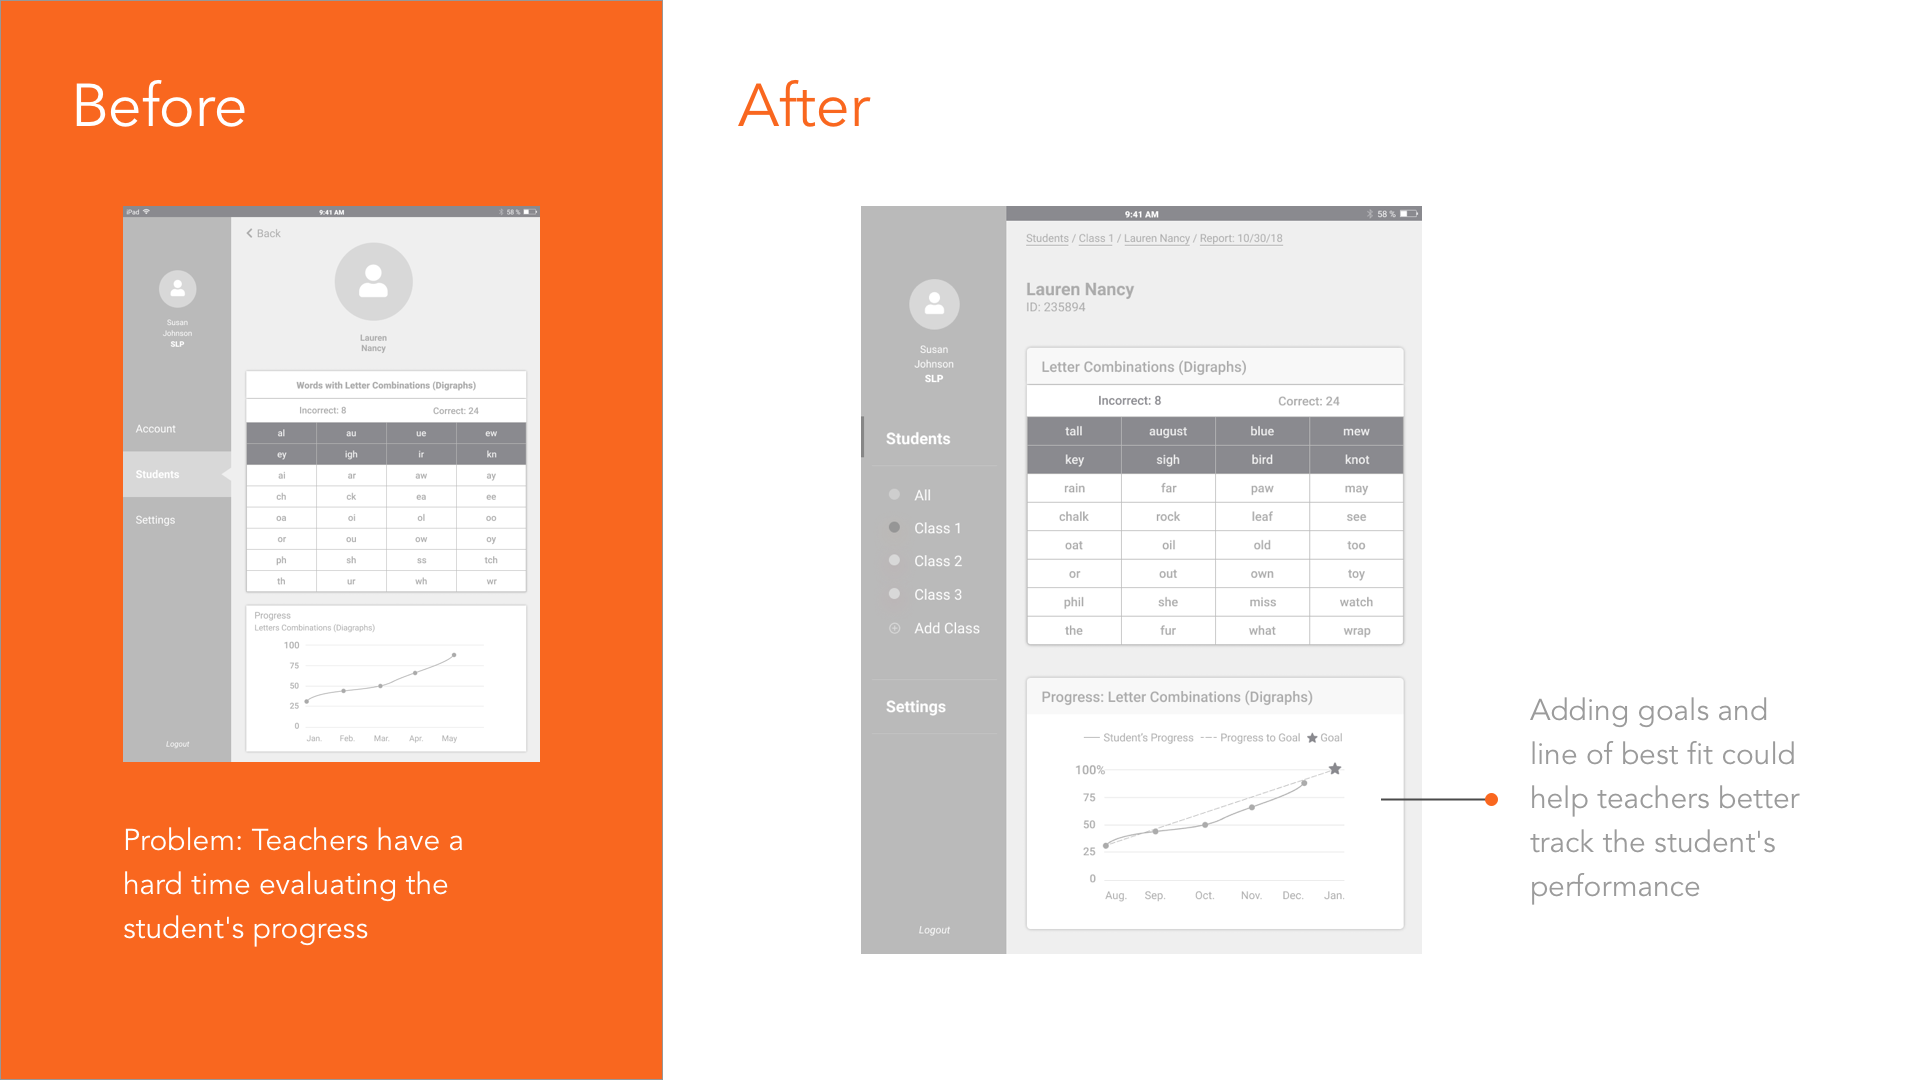 Before
iPad
9:41 AM
58 %
Back
Susan
Johnson
SLP
Lauren
Nancy
Account
Students
Settings
Logout
Words with Letter Combinations (Digraphs)
Incorrect: 8 Correct: 24
al au ue ew
ey igh ir kn
ai ar aw ay
ch ck ea ee
oa oi ol oo
or ou ow oy
ph sh ss tch
th ur wh wr
Progress
Letters Combinations (Diagraphs)
100
75
50
25
0
Jan. Feb. Mar. Apr. May
Problem: Teachers have a
hard time evaluating the
student's progress
After
9:41 AM
58 %
Susan
Johnson
SLP
Students
All
Class 1
Class 2
Class 3
Add Class
Settings
Logout
Students / Class 1 / Lauren Nancy / Report: 10/30/18
Lauren Nancy
ID: 235894
Letter Combinations (Digraphs)
Incorrect: 8 Correct: 24
tall august blue mew
key sigh bird knot
rain far paw may
chalk rock leaf see
oat oil old too
or out own toy
phil she miss watch
the fur what wrap
Progress: Letter Combinations (Digraphs)
Student's Progress Progress to Goal Goal
100%
75
50
25
0
Aug. Sep. Oct. Nov. Dec. Jan.
Adding goals and
line of best fit could
help teachers better
track the student's
performance